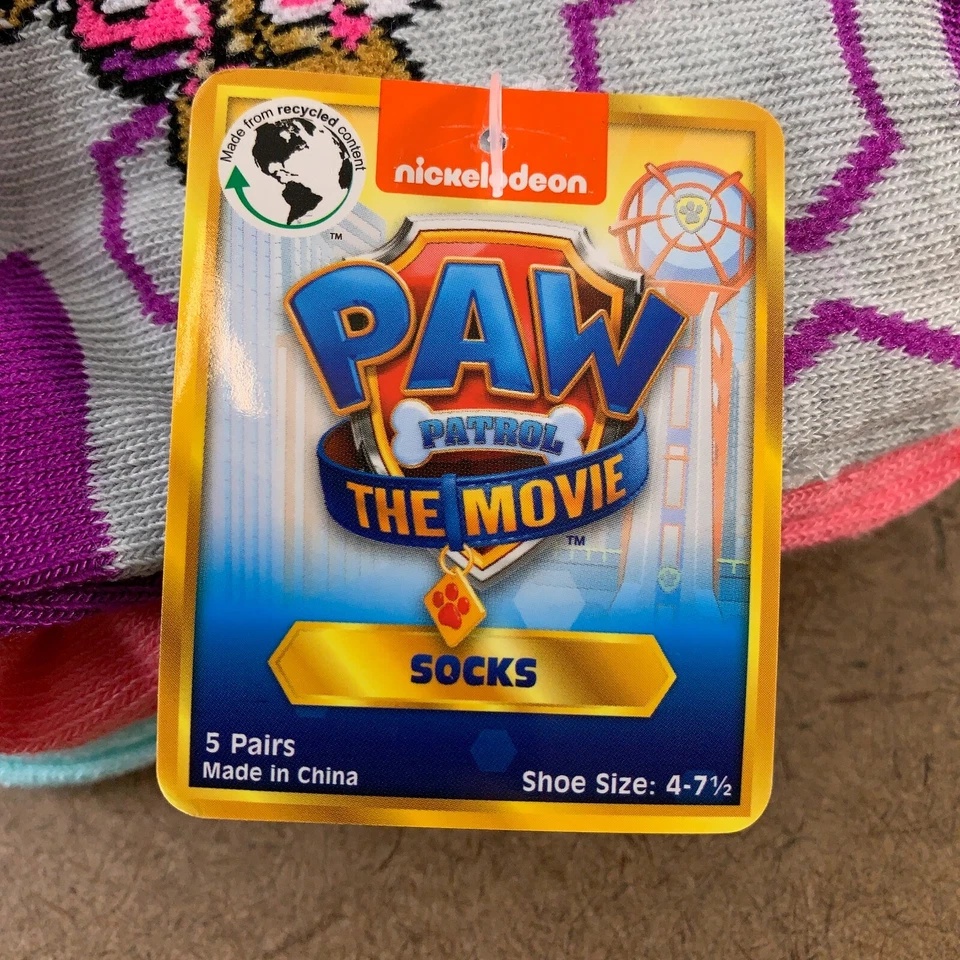 Made from recycled content
TM
nickelodeon
PAW
PATROL
THE MOVIE
TM
SOCKS
5 Pairs
Made in China
Shoe Size: 4-7½